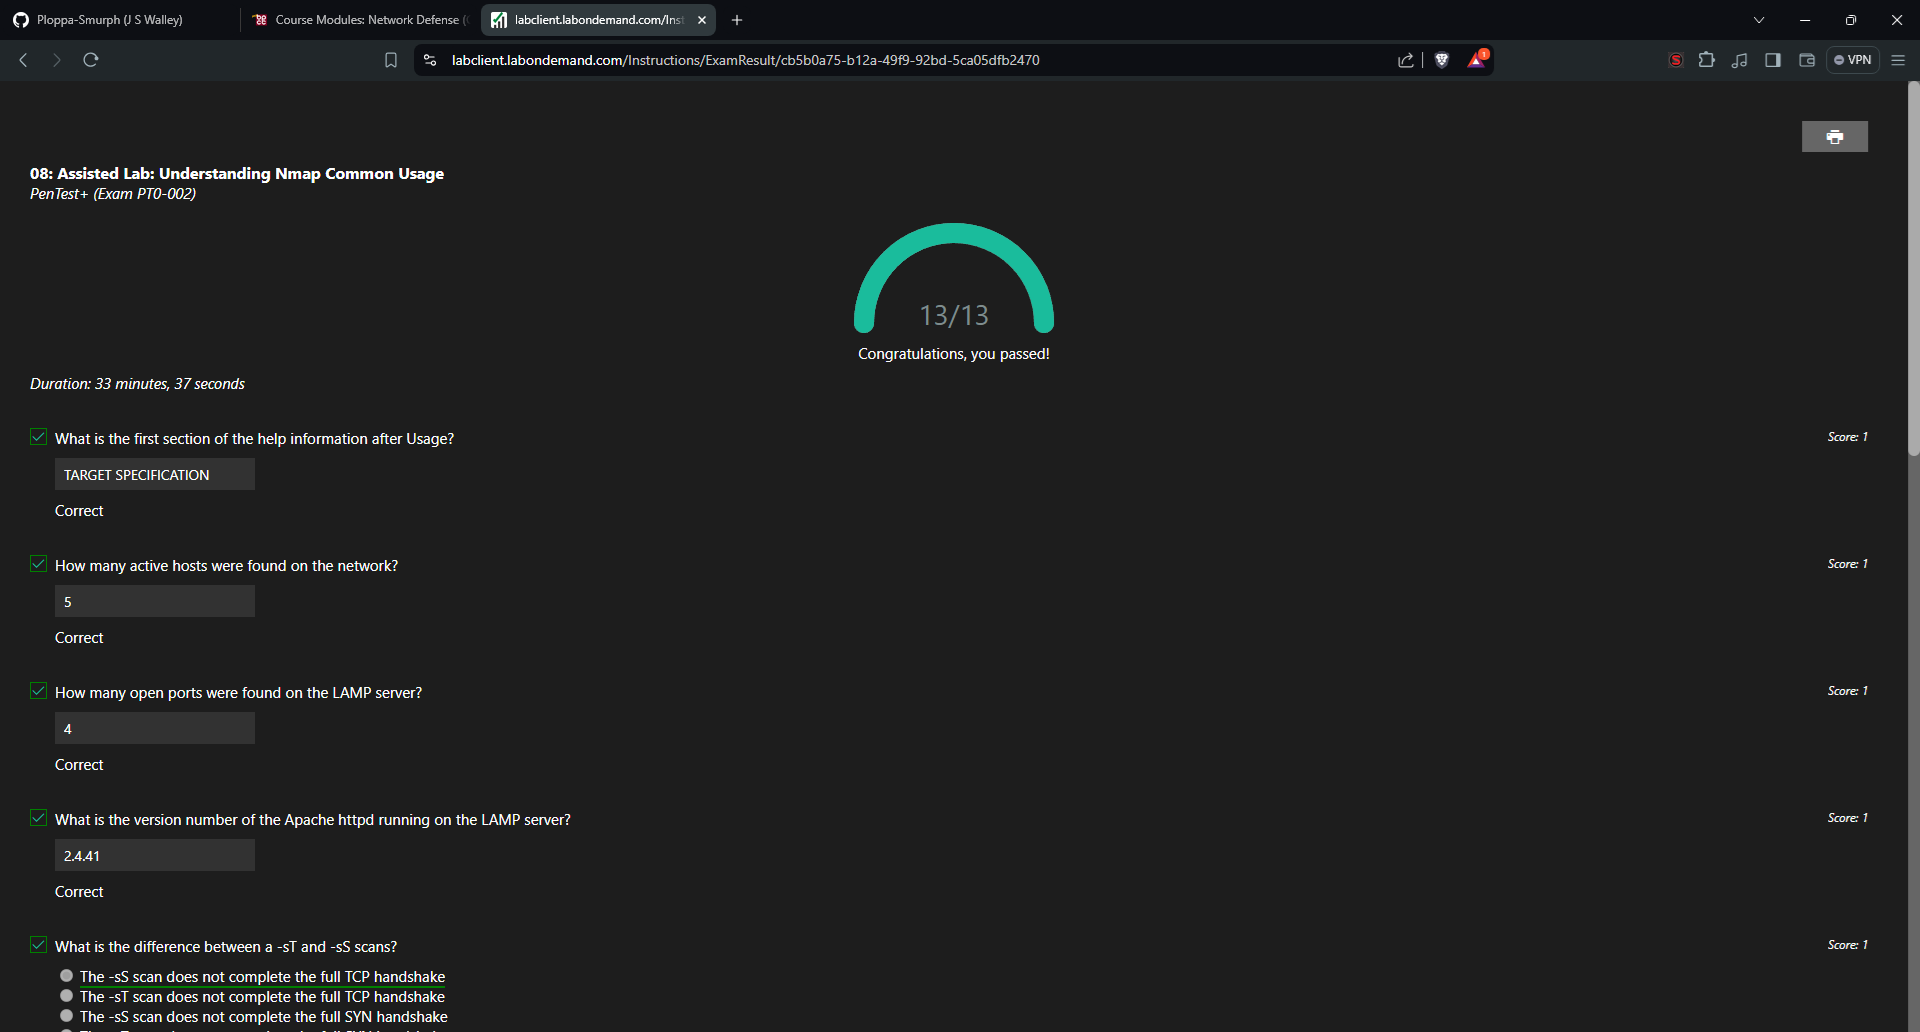 Ploppa-Smurph (J S Walley)
Course Modules: Network Defense (
labclient.labondemand.com/Inst
labclient.labondemand.com/Instructions/ExamResult/cb5b0a75-b12a-49f9-92bd-5ca05dfb2470
1
S
VPN
08: Assisted Lab: Understanding Nmap Common Usage
PenTest+ (Exam PT0-002)
13/13
Congratulations, you passed!
Duration: 33 minutes, 37 seconds
What is the first section of the help information after Usage?
Score: 1
TARGET SPECIFICATION
Correct
How many active hosts were found on the network?
Score: 1
5
Correct
How many open ports were found on the LAMP server?
Score: 1
4
Correct
What is the version number of the Apache httpd running on the LAMP server?
Score: 1
2.4.41
Correct
What is the difference between a -sT and -sS scans?
Score: 1
The -sS scan does not complete the full TCP handshake
The -sT scan does not complete the full TCP handshake
The -sS scan does not complete the full SYN handshake